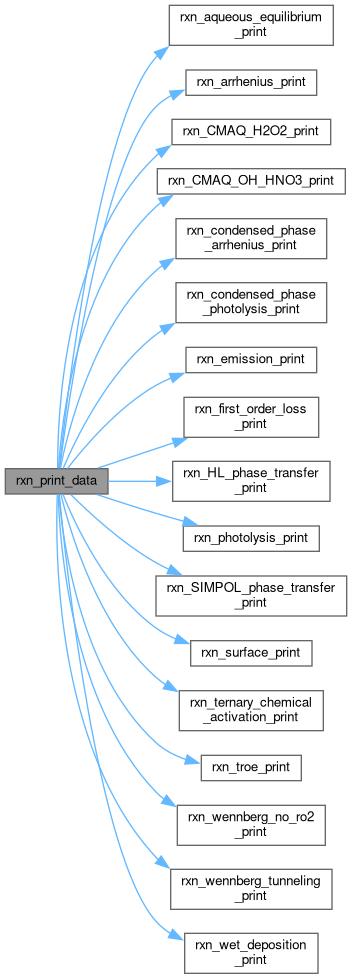 rxn_aqueous_equilibrium
_print
rxn_arrhenius_print
rxn_CMAQ_H2O2_print
rxn_CMAQ_OH_HNO3_print
rxn_condensed_phase
_arrhenius_print
rxn_condensed_phase
_photolysis_print
rxn_emission_print
rxn_first_order_loss
_print
rxn_print_data
rxn_HL_phase_transfer
_print
rxn_photolysis_print
rxn_SIMPOL_phase_transfer
_print
rxn_surface_print
rxn_ternary_chemical
_activation_print
rxn_troe_print
rxn_wennberg_no_ro2
_print
rxn_wennberg_tunneling
_print
rxn_wet_deposition
_print